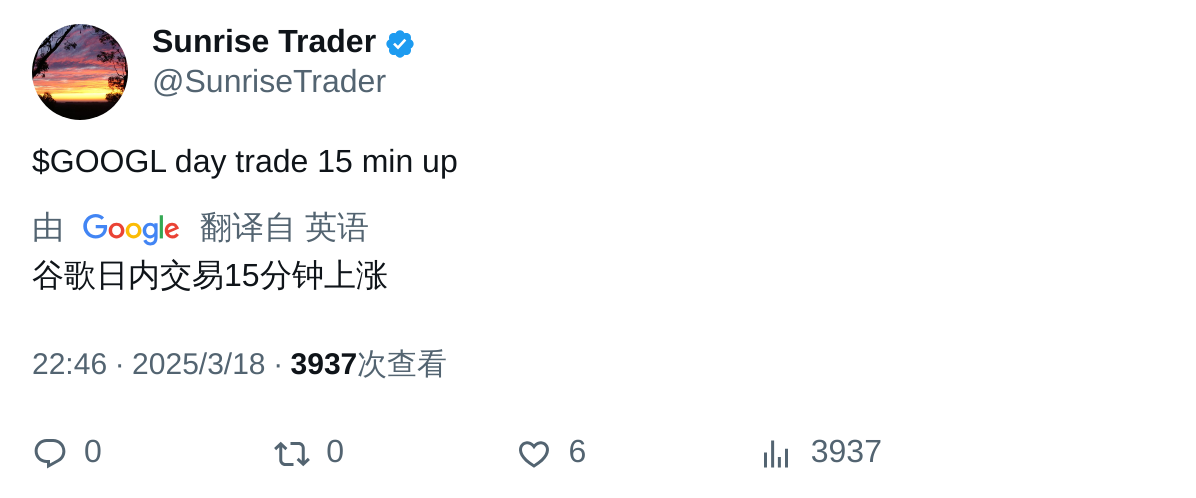 Sunrise Trader
@SunriseTrader
$GOOGL day trade 15 min up
由 Google 翻译自 英语
谷歌日内交易15分钟上涨
22:46 · 2025/3/18 · 3937次查看
0 0 6 3937